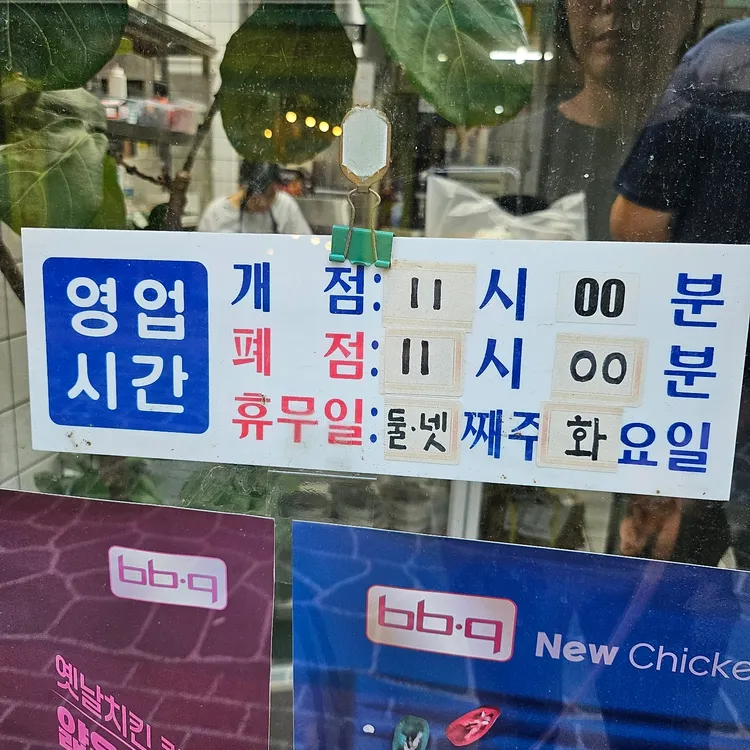 영업
시간
개 점: 11 시 00 분
폐 점: 11 시 00 분
휴무일: 둘·넷 째주 화 요일
bb·q
옛날치킨
bb·q
New Chicke